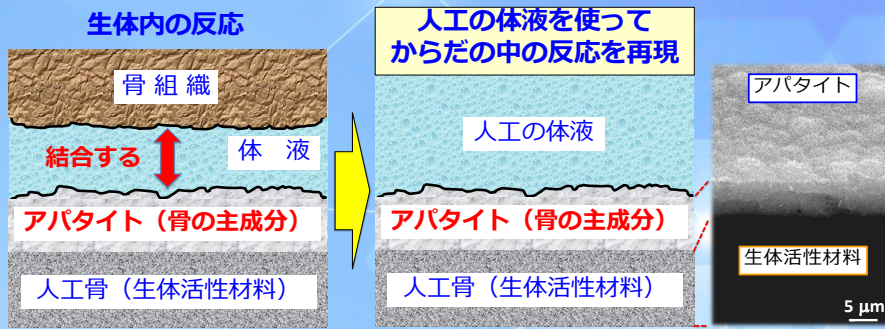 生体内の反応
骨 組 織
結合する
体　液
アパタイト（骨の主成分）
人工骨（生体活性材料）
人工の体液を使って
からだの中の反応を再現
人工の体液
アパタイト（骨の主成分）
人工骨（生体活性材料）
アパタイト
生体活性材料
5 μm